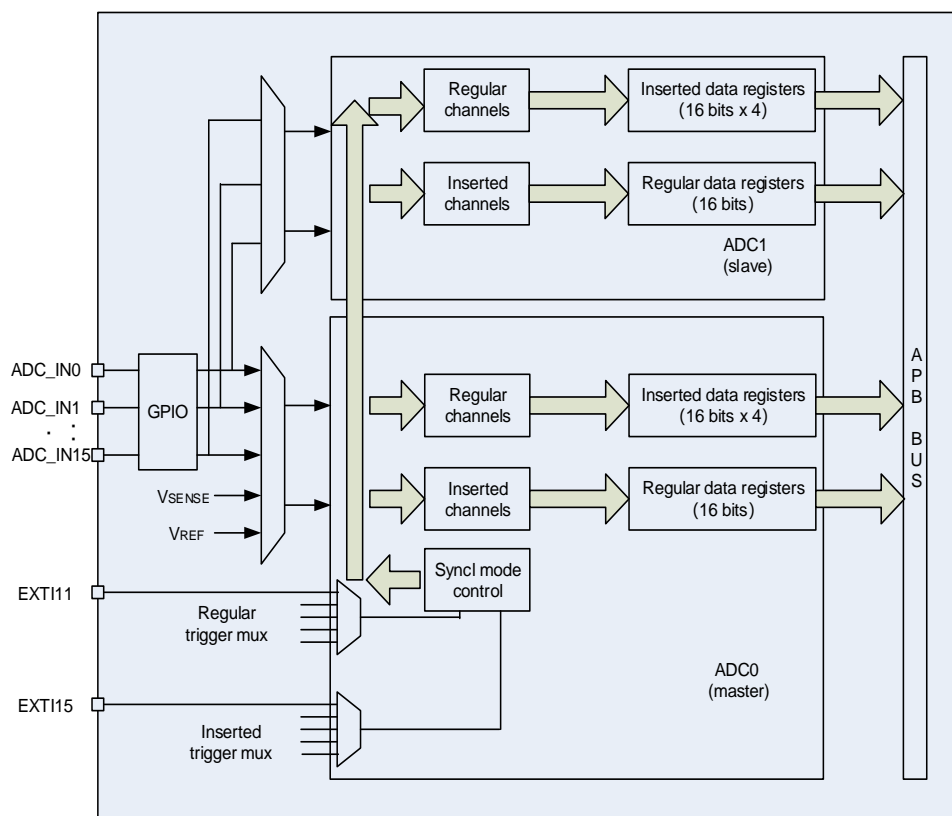 Regular
channels
Inserted data registers
(16 bits x 4)
Inserted
channels
Regular data registers
(16 bits)
ADC1
(slave)
ADC_IN0
ADC_IN1
. :
ADC_IN15
GPIO
VSENSE
VREF
Regular
channels
Inserted data registers
(16 bits x 4)
Inserted
channels
Regular data registers
(16 bits)
APB BUS
EXTI11
Regular
trigger mux
Syncl mode
control
ADC0
(master)
EXTI15
Inserted
trigger mux